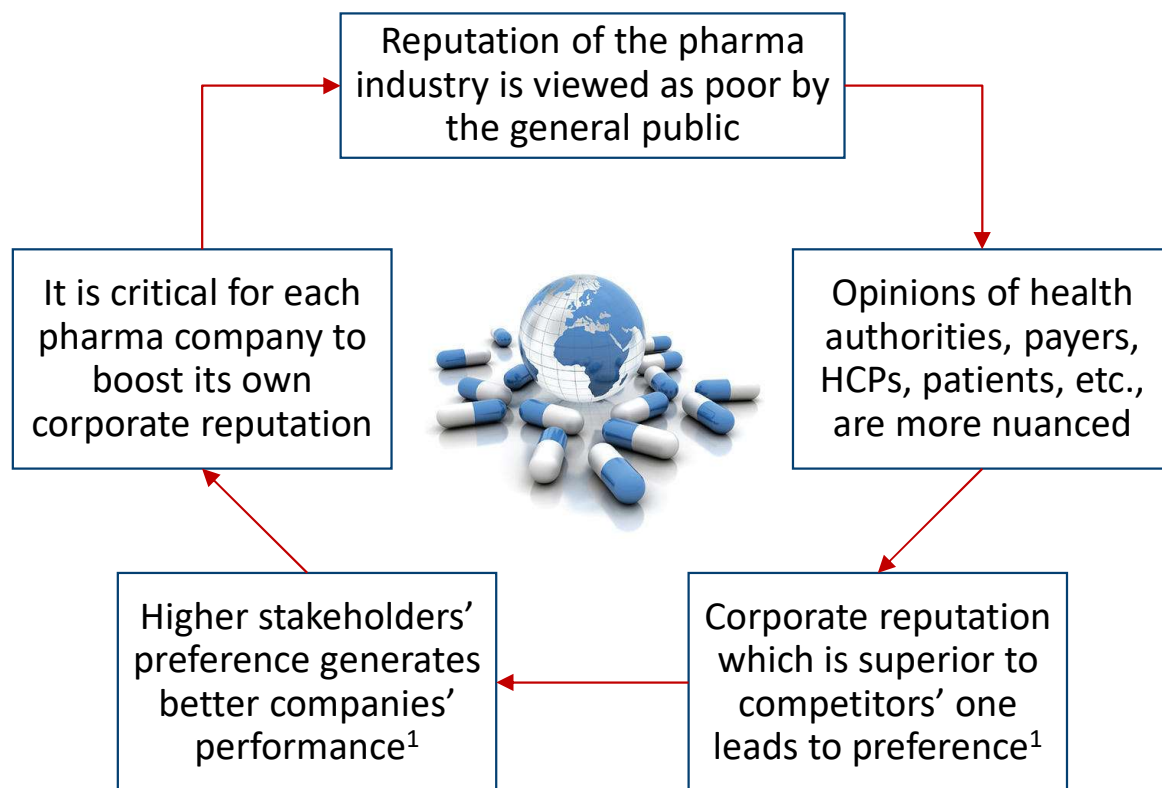 Reputation of the pharma
industry is viewed as poor by
the general public
Opinions of health
authorities, payers,
HCPs, patients, etc.,
are more nuanced
Corporate reputation
which is superior to
competitors’ one
leads to preference¹
Higher stakeholders’
preference generates
better companies’
performance¹
It is critical for each
pharma company to
boost its own
corporate reputation